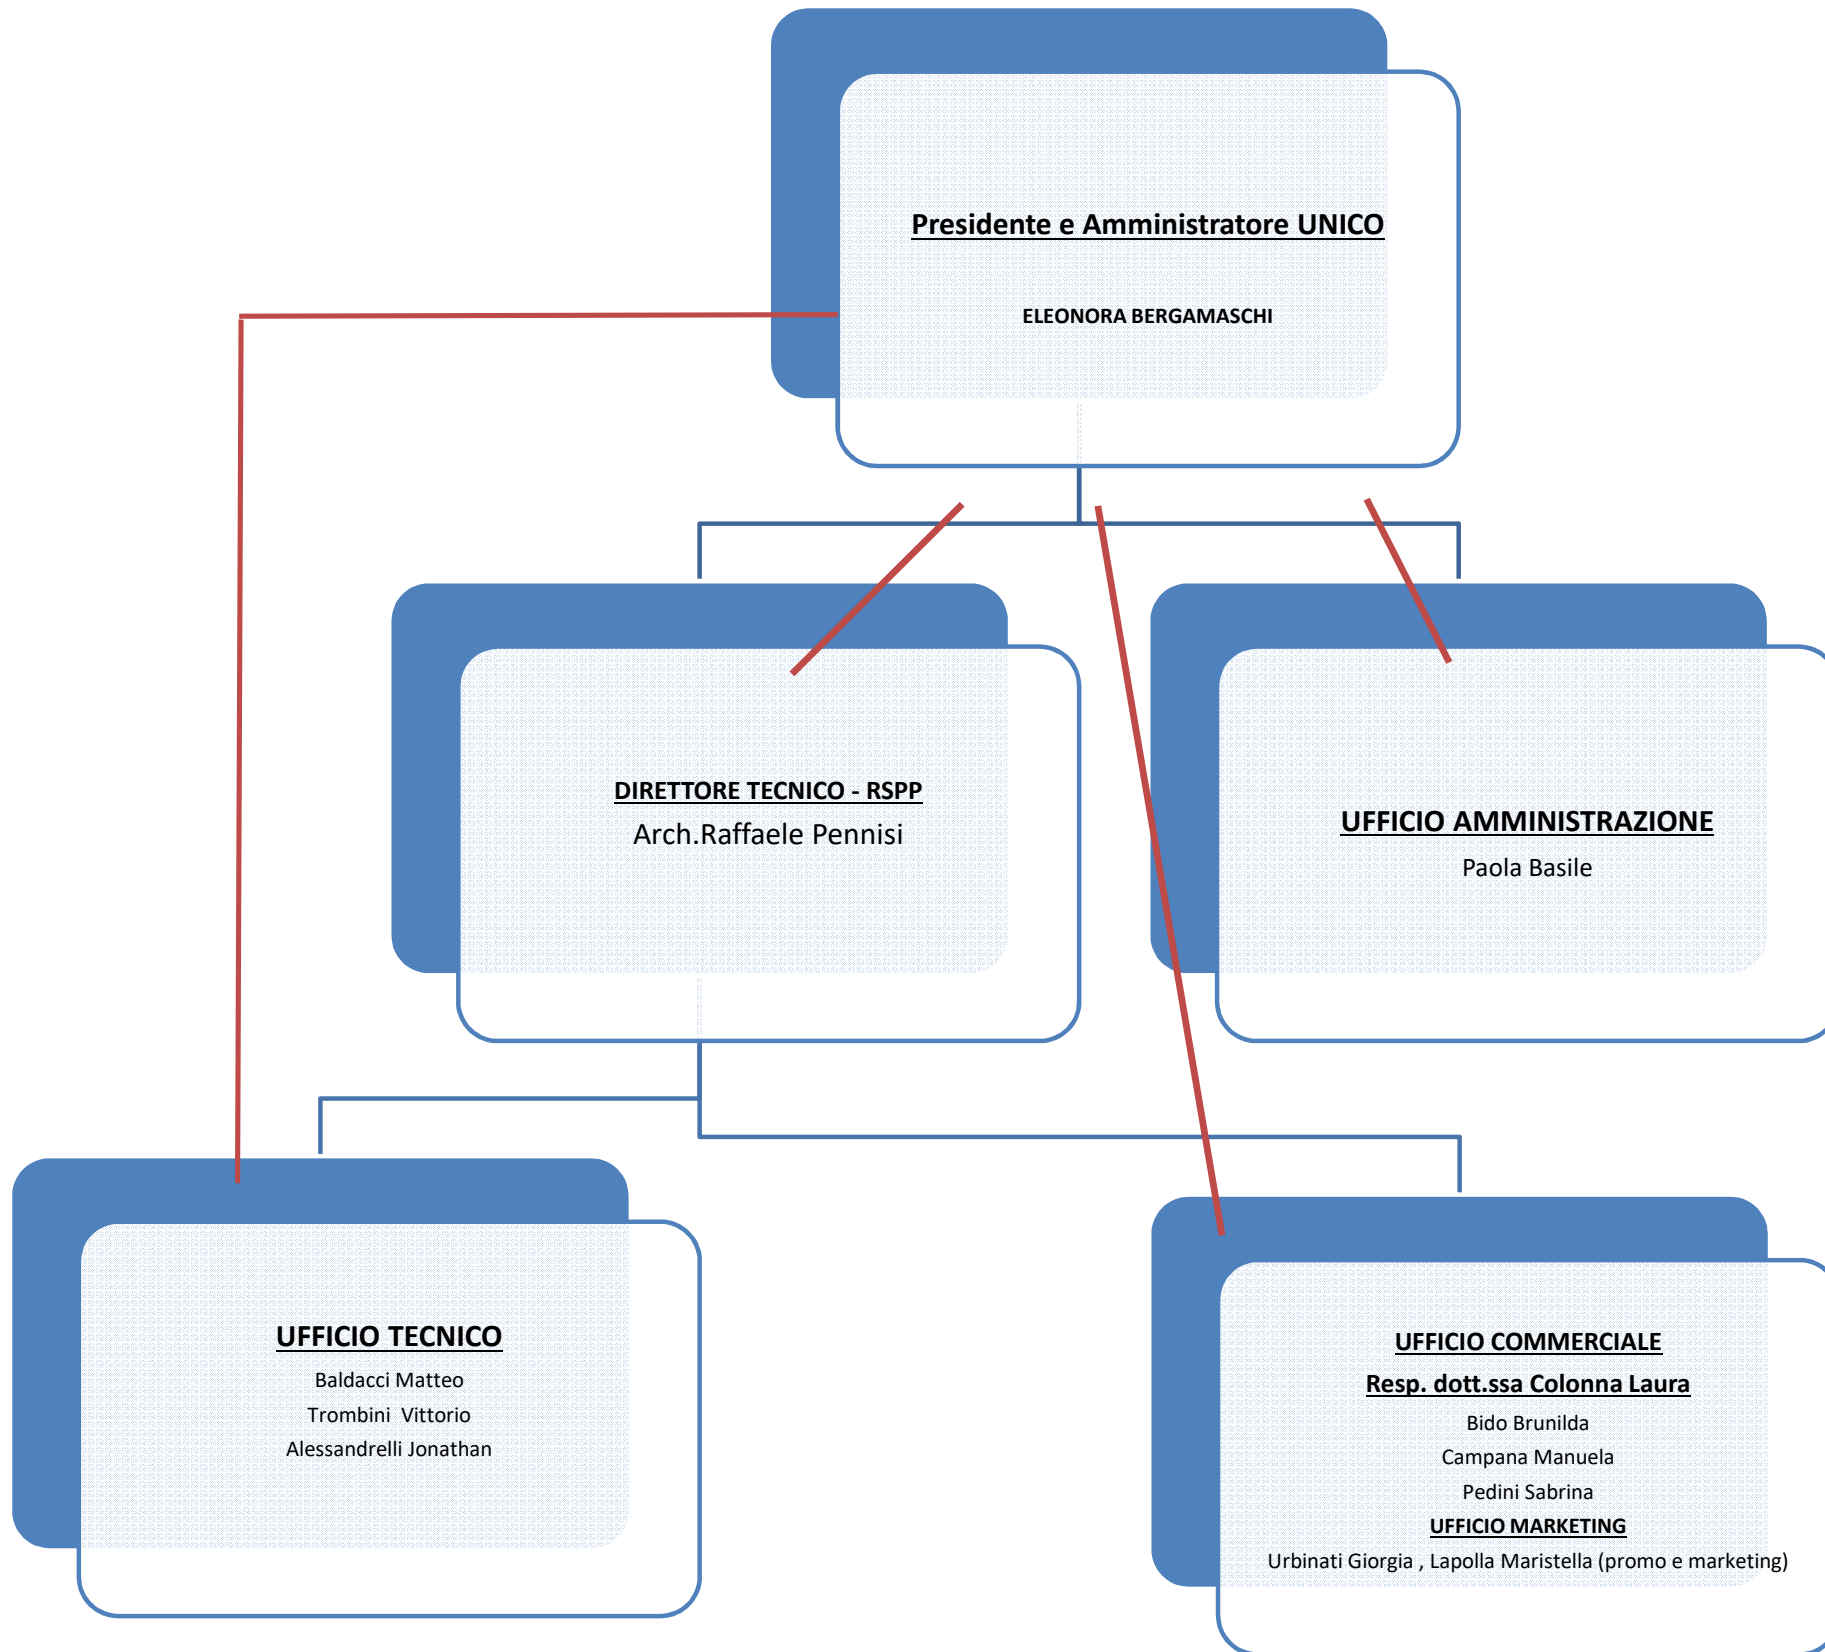 Presidente e Amministratore UNICO
ELEONORA BERGAMASCHI
DIRETTORE TECNICO - RSPP
Arch.Raffaele Pennisi
UFFICIO AMMINISTRAZIONE
Paola Basile
UFFICIO TECNICO
Baldacci Matteo
Trombini  Vittorio
Alessandrelli Jonathan
UFFICIO COMMERCIALE
Resp. dott.ssa Colonna Laura
Bido Brunilda
Campana Manuela
Pedini Sabrina
UFFICIO MARKETING
Urbinati Giorgia , Lapolla Maristella (promo e marketing)